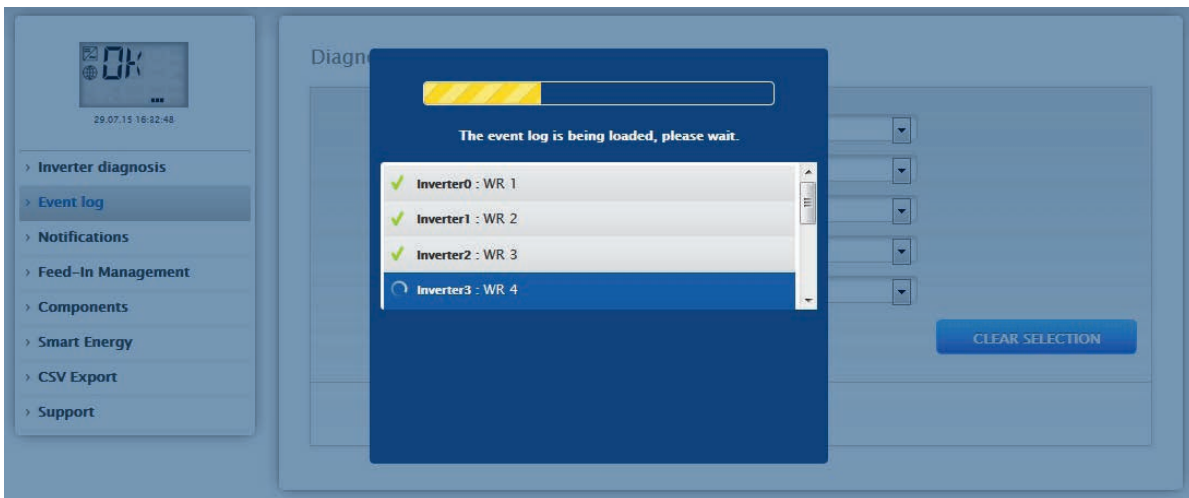 OK
29.07.15 16:32:48
Inverter diagnosis
Event log
Notifications
Feed-In Management
Components
Smart Energy
CSV Export
Support
Diagn
The event log is being loaded, please wait.
Inverter0 : WR 1
Inverter1 : WR 2
Inverter2 : WR 3
Inverter3 : WR 4
CLEAR SELECTION